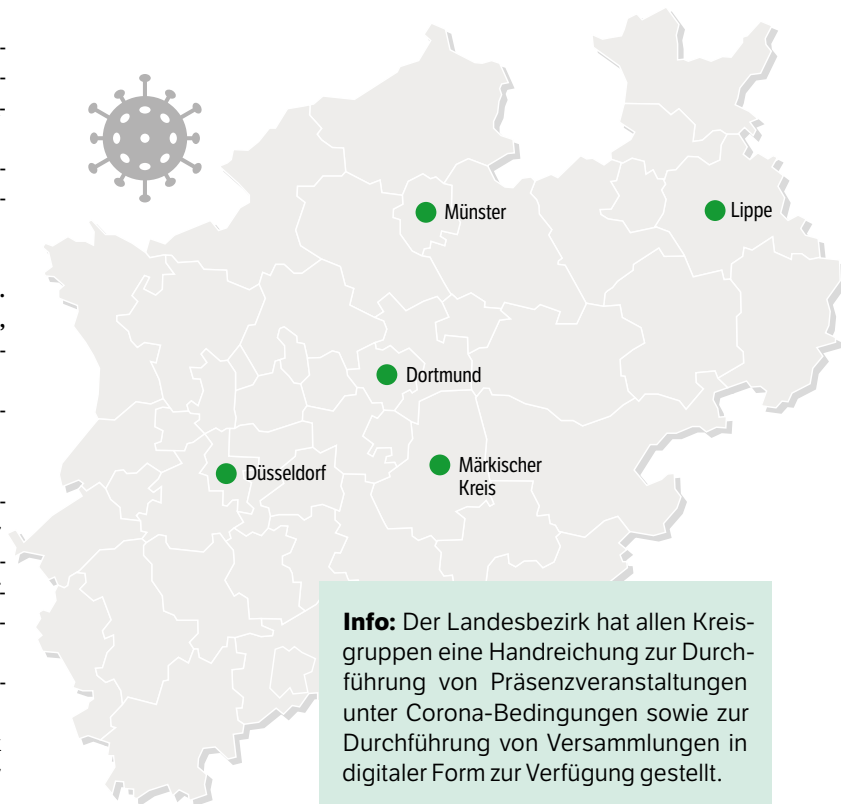 Münster
Lippe
Dortmund
Düsseldorf
Märkischer
Kreis
Info: Der Landesbezirk hat allen Kreis-
gruppen eine Handreichung zur Durch-
führung von Präsenzveranstaltungen
unter Corona-Bedingungen sowie zur
Durchführung von Versammlungen in
digitaler Form zur Verfügung gestellt.